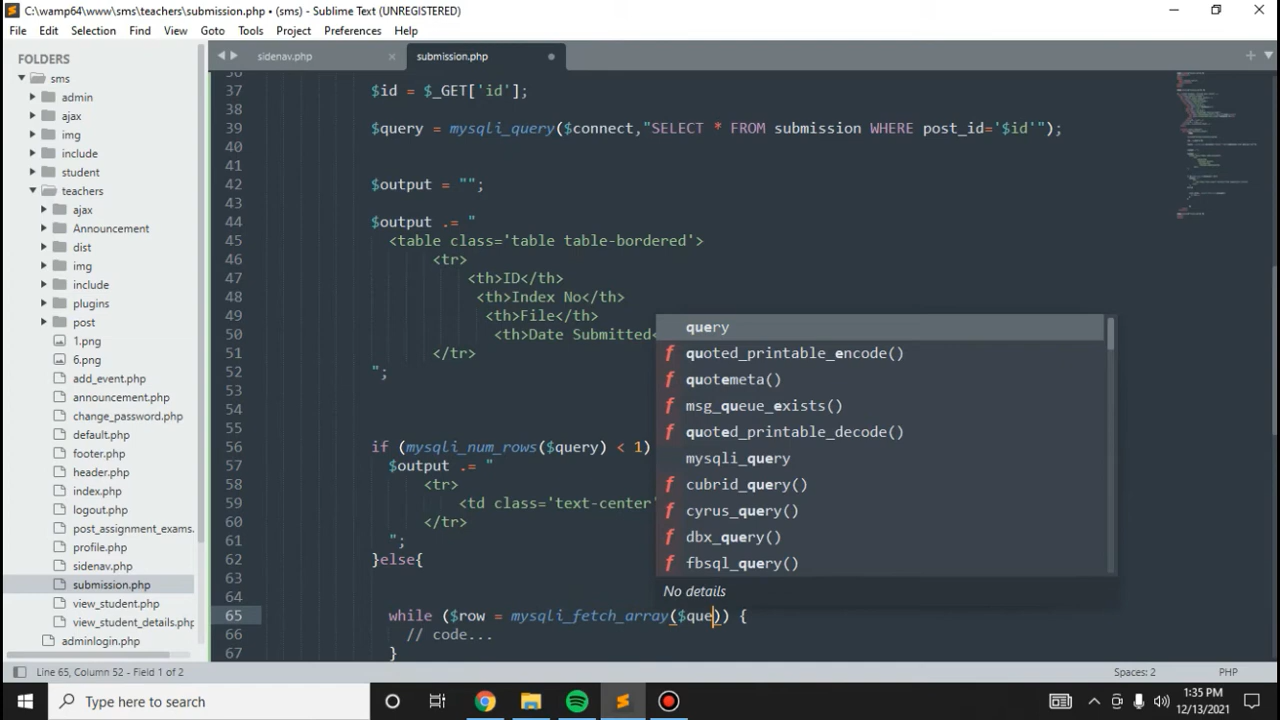 C:\wamp64\www\sms\teachers\submission.php • (sms) - Sublime Text (UNREGISTERED)
File Edit Selection Find View Goto Tools Project Preferences Help
FOLDERS
sms
admin
ajax
img
include
student
teachers
ajax
Announcement
dist
img
include
plugins
post
1.png
6.png
add_event.php
announcement.php
change_password.php
default.php
footer.php
header.php
index.php
logout.php
post_assignment_exams.
profile.php
sidenav.php
submission.php
view_student.php
view_student_details.php
adminlogin.php
sidenav.php submission.php
36
37 $id = $_GET['id'];
38
39 $query = mysqli_query($connect,"SELECT * FROM submission WHERE post_id='$id'");
40
41
42 $output = "";
43
44 $output .= "
45 <table class='table table-bordered'>
46 <tr>
47 <th>ID</th>
48 <th>Index No</th>
49 <th>File</th>
50 <th>Date Submitted<
51 </tr>
52 ";
53
54
55
56 if (mysqli_num_rows($query) < 1)
57 $output .= "
58 <tr>
59 <td class='text-center'
60 </tr>
61 ";
62 }else{
63
64
65 while ($row = mysqli_fetch_array($que)) {
66 // code...
67 }
query
quoted_printable_encode()
quotemeta()
msg_queue_exists()
quoted_printable_decode()
mysqli_query
cubrid_query()
cyrus_query()
dbx_query()
fbsql_query()
No details
Line 65, Column 52 - Field 1 of 2 Spaces: 2 PHP
Type here to search
1:35 PM
12/13/2021